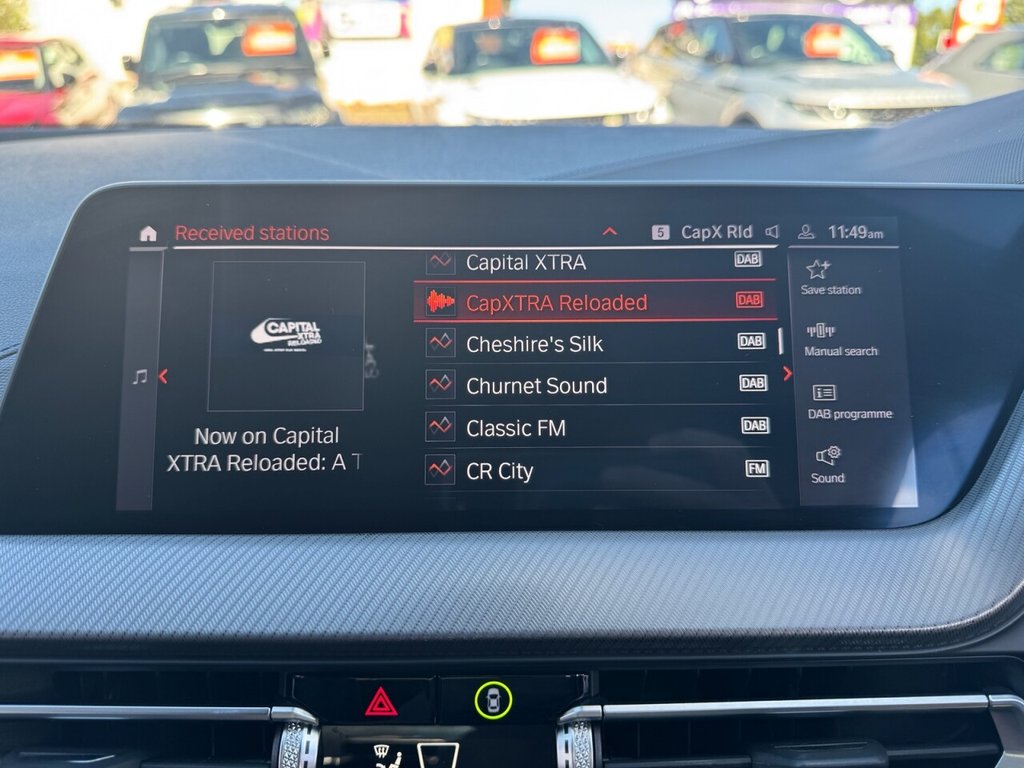 Received stations
5 CapX Rld 11:49am
CAPITAL
XTRA
RELOADED
Now on Capital
XTRA Reloaded: A T
Capital XTRA DAB
CapXTRA Reloaded DAB
Cheshire's Silk DAB
Churnet Sound DAB
Classic FM DAB
CR City FM
Save station
Manual search
DAB programme
Sound